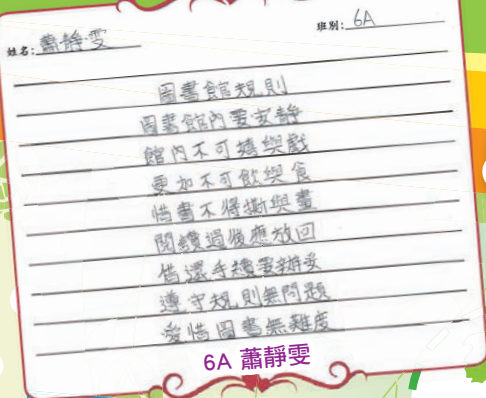 姓名：蕭靜雯
班別：6A
圖書館規則
圖書館內要安靜
館內不可嬉與戲
更加不可飲與食
惜書不得撕與畫
閱讀過後應放回
借還手續要辦妥
遵守規則無問題
愛惜圖書無難度
6A 蕭靜雯